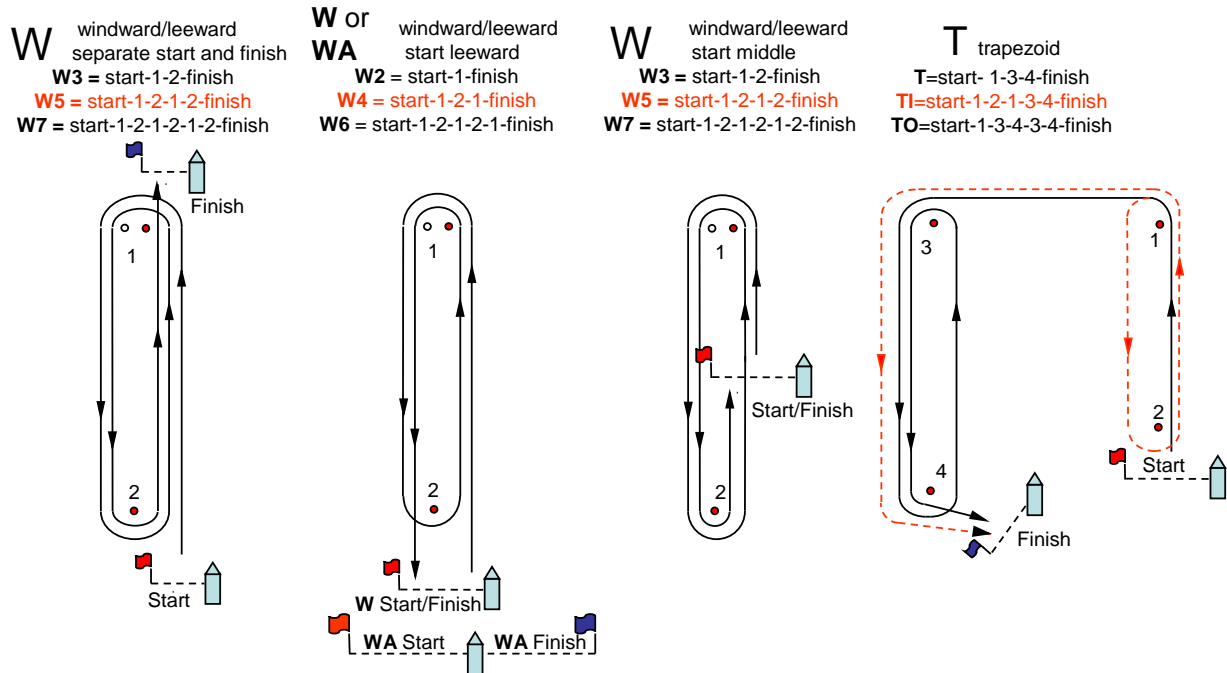 W windward/leeward
separate start and finish
W3 = start-1-2-finish
W5 = start-1-2-1-2-finish
W7 = start-1-2-1-2-1-2-finish
Finish
1
2
Start
W or
WA
windward/leeward
start leeward
W2 = start-1-finish
W4 = start-1-2-1-finish
W6 = start-1-2-1-2-1-finish
1
2
W Start/Finish
WA Start
WA Finish
W windward/leeward
start middle
W3 = start-1-2-finish
W5 = start-1-2-1-2-finish
W7 = start-1-2-1-2-1-2-finish
1
Start/Finish
2
T trapezoid
T=start- 1-3-4-finish
TI=start-1-2-1-3-4-finish
TO=start-1-3-4-3-4-finish
3
1
2
Start
4
Finish